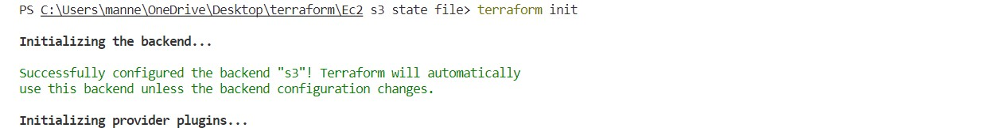 PS C:\Users\manne\OneDrive\Desktop\terraform\Ec2 s3 state file> terraform init
Initializing the backend...
Successfully configured the backend "s3"! Terraform will automatically
use this backend unless the backend configuration changes.
Initializing provider plugins...